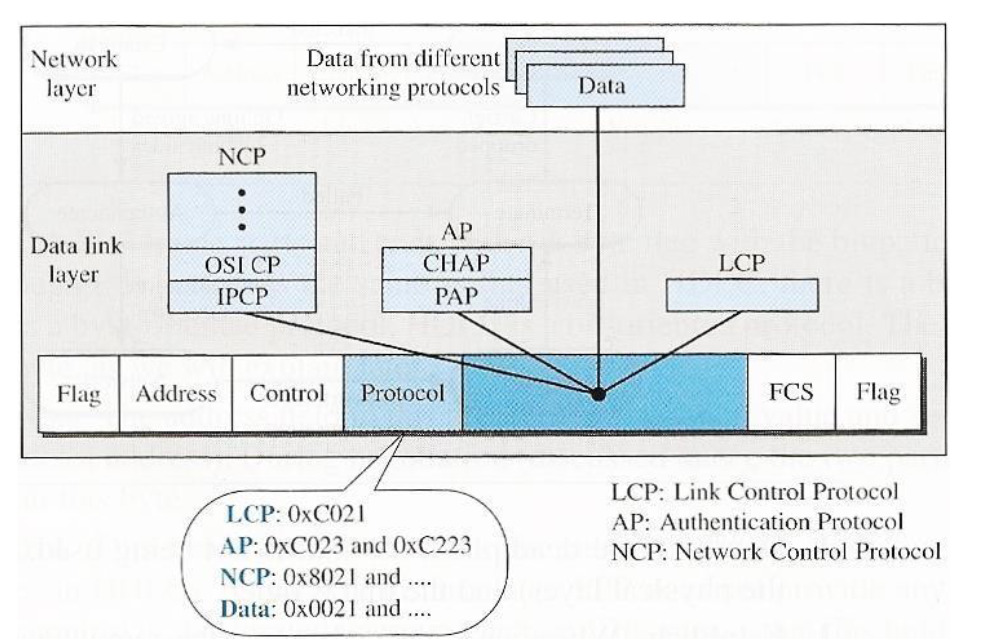 Network
layer
Data from different
networking protocols
Data
NCP
Data link
layer
OSI CP
IPCP
AP
CHAP
PAP
LCP
Flag
Address
Control
Protocol
FCS
Flag
LCP: 0xC021
AP: 0xC023 and 0xC223
NCP: 0x8021 and ....
Data: 0x0021 and ....
LCP: Link Control Protocol
AP: Authentication Protocol
NCP: Network Control Protocol